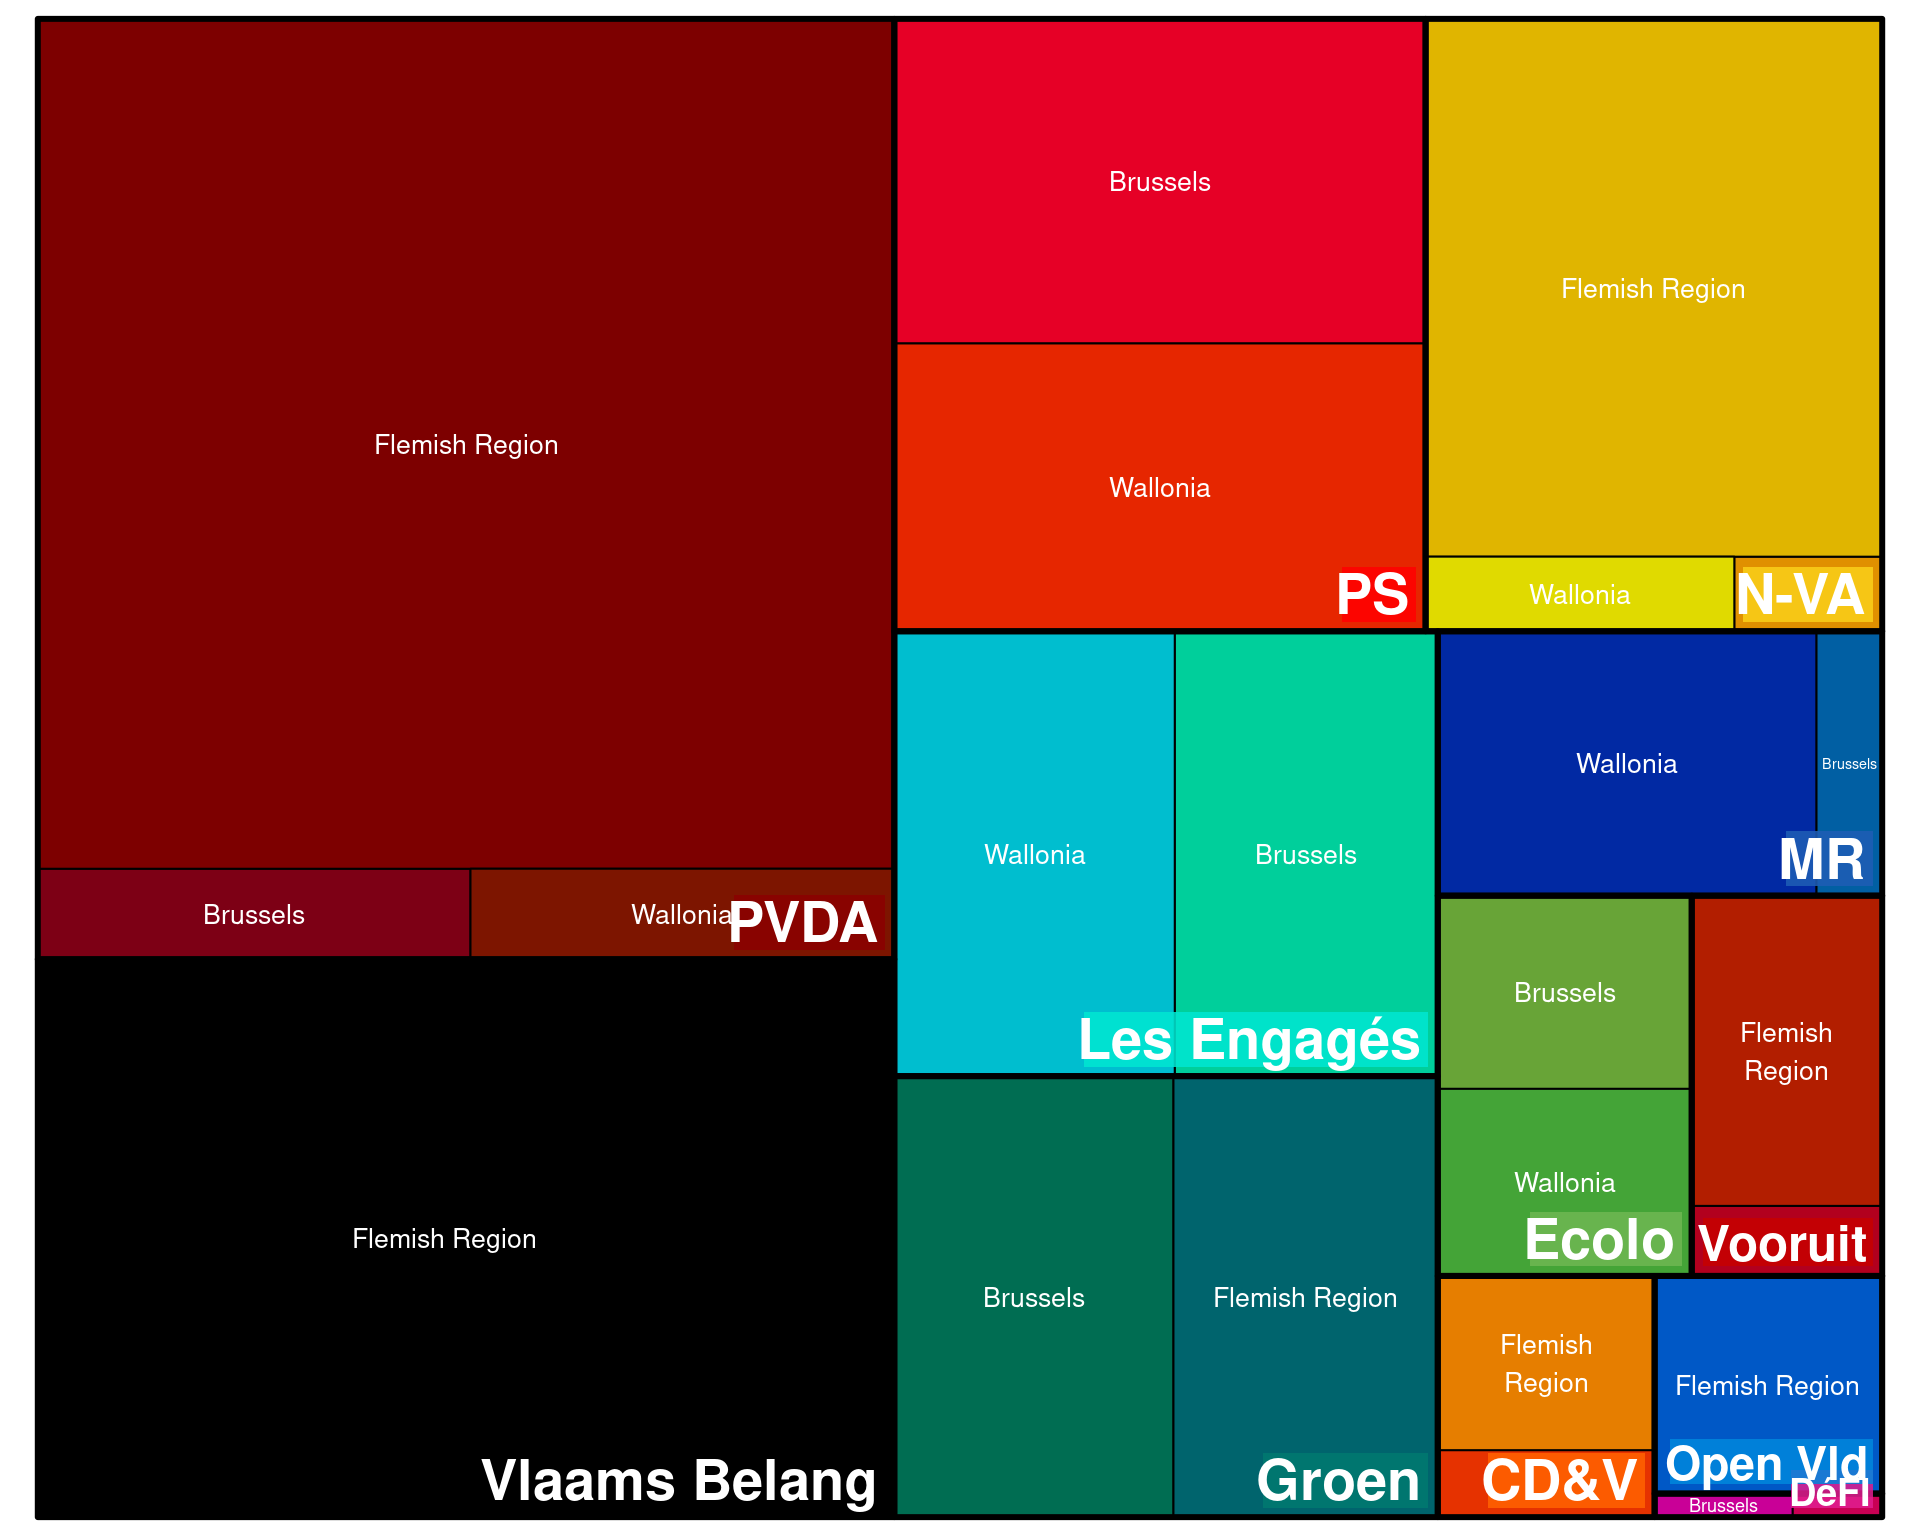 Flemish Region
Brussels
Wallonia
PVDA
Flemish Region
Vlaams Belang
Brussels
Wallonia
PS
Flemish Region
Wallonia
N-VA
Wallonia
Brussels
Les Engagés
Wallonia
Brussels
MR
Brussels
Flemish Region
Groen
Brussels
Wallonia
Ecolo
Flemish
Region
Vooruit
Flemish
Region
CD&V
Flemish Region
Open Vld
Brussels
DéFI